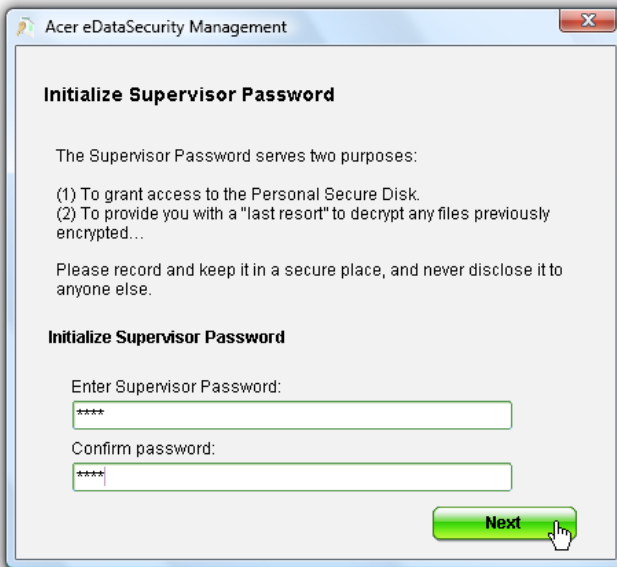 Acer eDataSecurity Management
Initialize Supervisor Password
The Supervisor Password serves two purposes:
(1) To grant access to the Personal Secure Disk.
(2) To provide you with a "last resort" to decrypt any files previously
encrypted...
Please record and keep it in a secure place, and never disclose it to
anyone else.
Initialize Supervisor Password
Enter Supervisor Password:
****
Confirm password:
****
Next